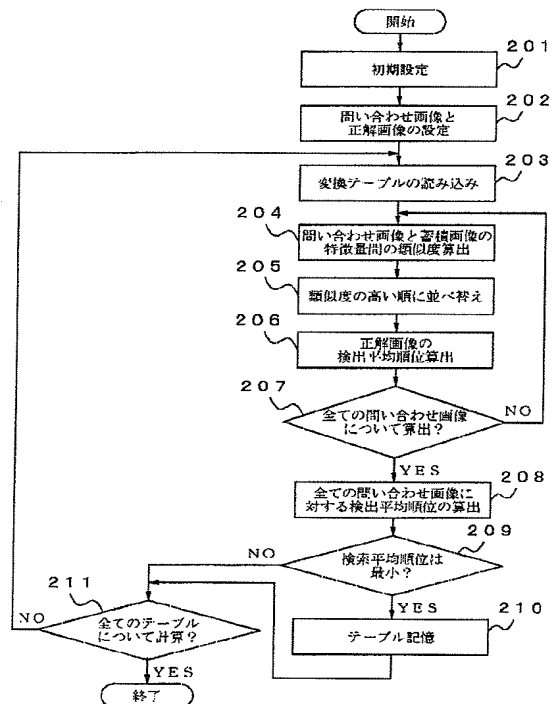 開始
201
初期設定
202
問い合わせ画像と
正解画像の設定
203
変換テーブルの読み込み
204
問い合わせ画像と蓄積画像の
特徴量間の類似度算出
205
類似度の高い順に並べ替え
206
正解画像の
検出平均順位算出
207
全ての問い合わせ画像
について算出？
NO
YES
208
全ての問い合わせ画像に
対する検出平均順位の算出
209
検索平均順位は
最小？
NO
YES
210
テーブル記憶
211
全てのテーブル
について計算？
NO
YES
終了